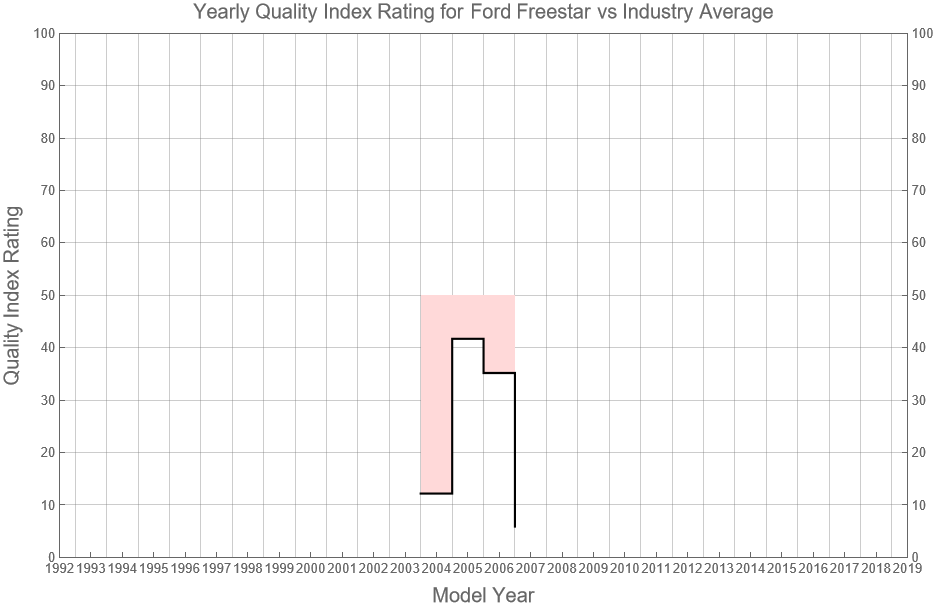 Yearly Quality Index Rating for Ford Freestar vs Industry Average
100 100
90 90
80 80
70 70
60 60
50 50
40 40
30 30
20 20
10 10
0 0
Quality Index Rating
1992 1993 1994 1995 1996 1997 1998 1999 2000 2001 2002 2003 2004 2005 2006 2007 2008 2009 2010 2011 2012 2013 2014 2015 2016 2017 2018 2019
Model Year